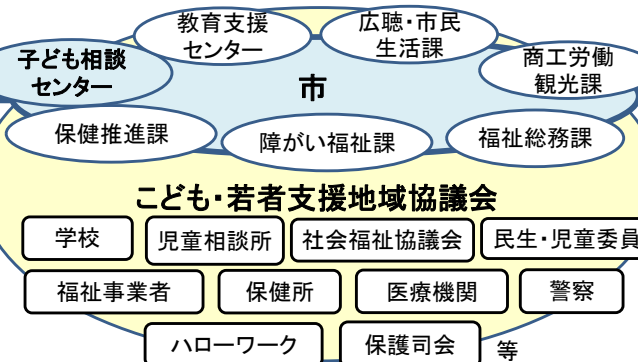 教育支援
センター
広聴・市民
生活課
子ども相談
センター
商工労働
観光課
市
保健推進課
障がい福祉課
福祉総務課
こども・若者支援地域協議会
学校
児童相談所
社会福祉協議会
民生・児童委員
福祉事業者
保健所
医療機関
警察
ハローワーク
保護司会
等